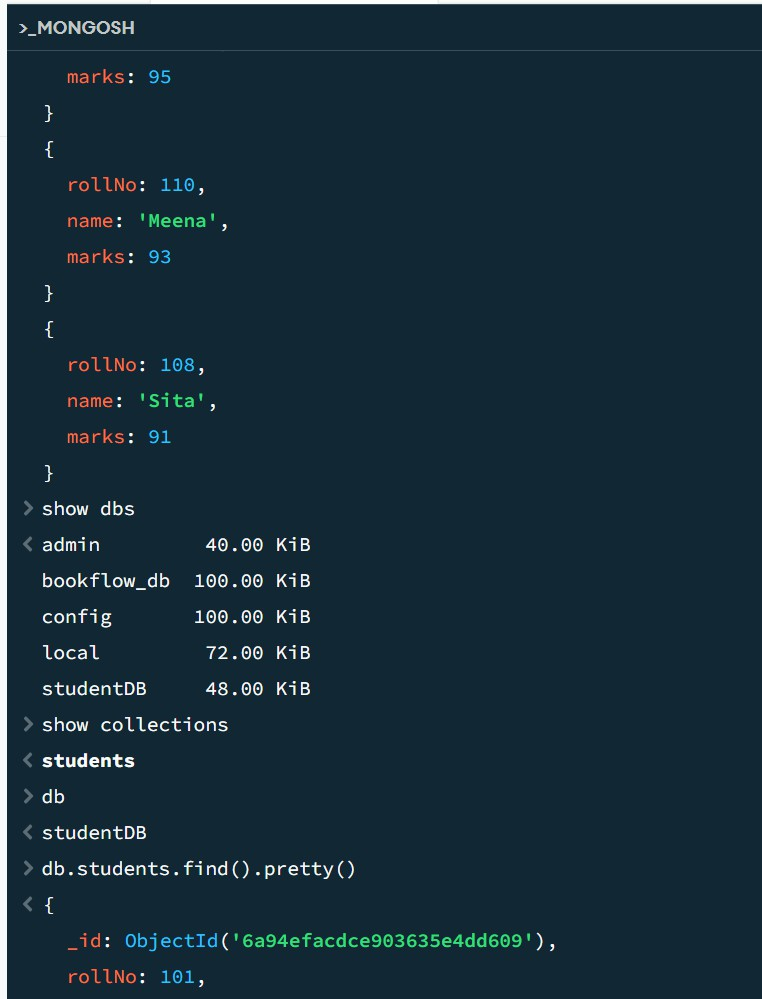 >_MONGOSH
marks: 95
}
{
rollNo: 110,
name: 'Meena',
marks: 93
}
{
rollNo: 108,
name: 'Sita',
marks: 91
}
> show dbs
< admin 40.00 KiB
bookflow_db 100.00 KiB
config 100.00 KiB
local 72.00 KiB
studentDB 48.00 KiB
> show collections
< students
> db
< studentDB
> db.students.find().pretty()
< {
_id: ObjectId('6a94efacdce903635e4dd609'),
rollNo: 101,